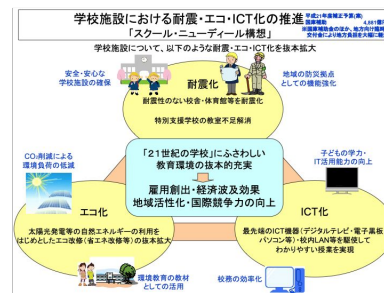 学校施設における耐震・エコ・ICT化の推進
「スクール・ニューディール構想」
平成21年度補正予算(案)
国庫補助
学校施設について、以下のような耐震・エコ・ICT化を抜本拡大
安全・安心な
学校施設の確保
耐震化
地域の防災拠点
としての機能強化
耐震性のない校舎・体育館等を耐震化
特別支援学校の教室不足解消
「21世紀の学校」にふさわしい
教育環境の抜本的充実
雇用創出・経済波及効果
地域活性化・国際競争力の向上
CO₂削減による
環境負荷の低減
エコ化
太陽光発電等の自然エネルギーの利用を
はじめとしたエコ改修(省エネ改修等)の抜本拡大
環境教育の教材
としての活用
子どもの学力・
IT活用能力の向上
ICT化
最先端のICT機器(デジタルテレビ・電子黒板
パソコン等)・校内LAN等を駆使して
わかりやすい授業を実現
校務の効率化